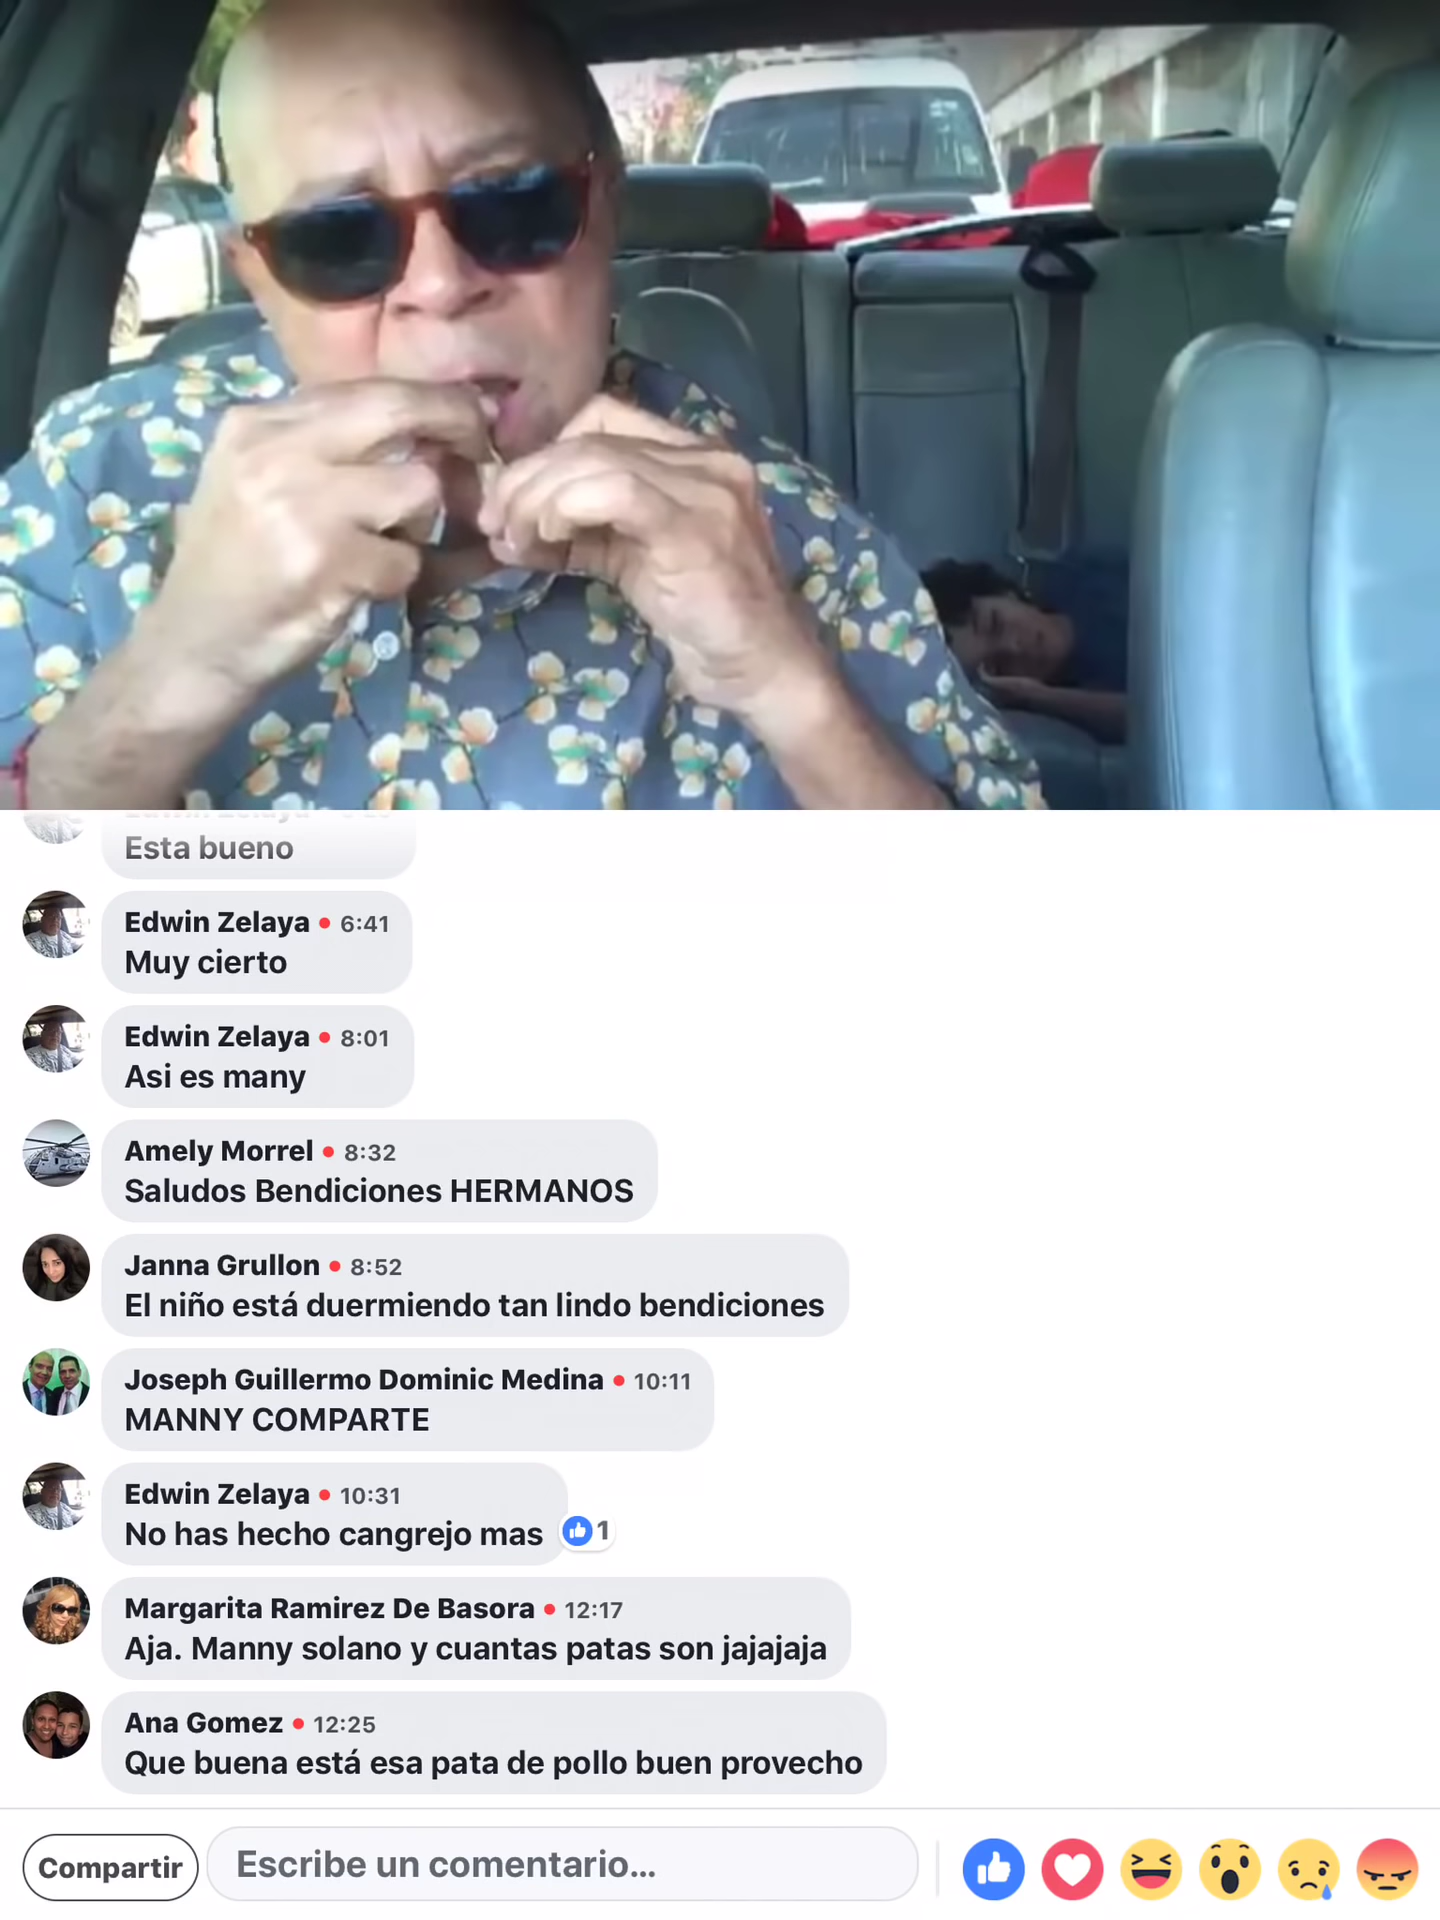 Esta bueno
Edwin Zelaya • 6:41
Muy cierto
Edwin Zelaya • 8:01
Asi es many
Amely Morrel • 8:32
Saludos Bendiciones HERMANOS
Janna Grullon • 8:52
El niño está duermiendo tan lindo bendiciones
Joseph Guillermo Dominic Medina • 10:11
MANNY COMPARTE
Edwin Zelaya • 10:31
No has hecho cangrejo mas 1
Margarita Ramirez De Basora • 12:17
Aja. Manny solano y cuantas patas son jajajaja
Ana Gomez • 12:25
Que buena está esa pata de pollo buen provecho
Compartir Escribe un comentario...